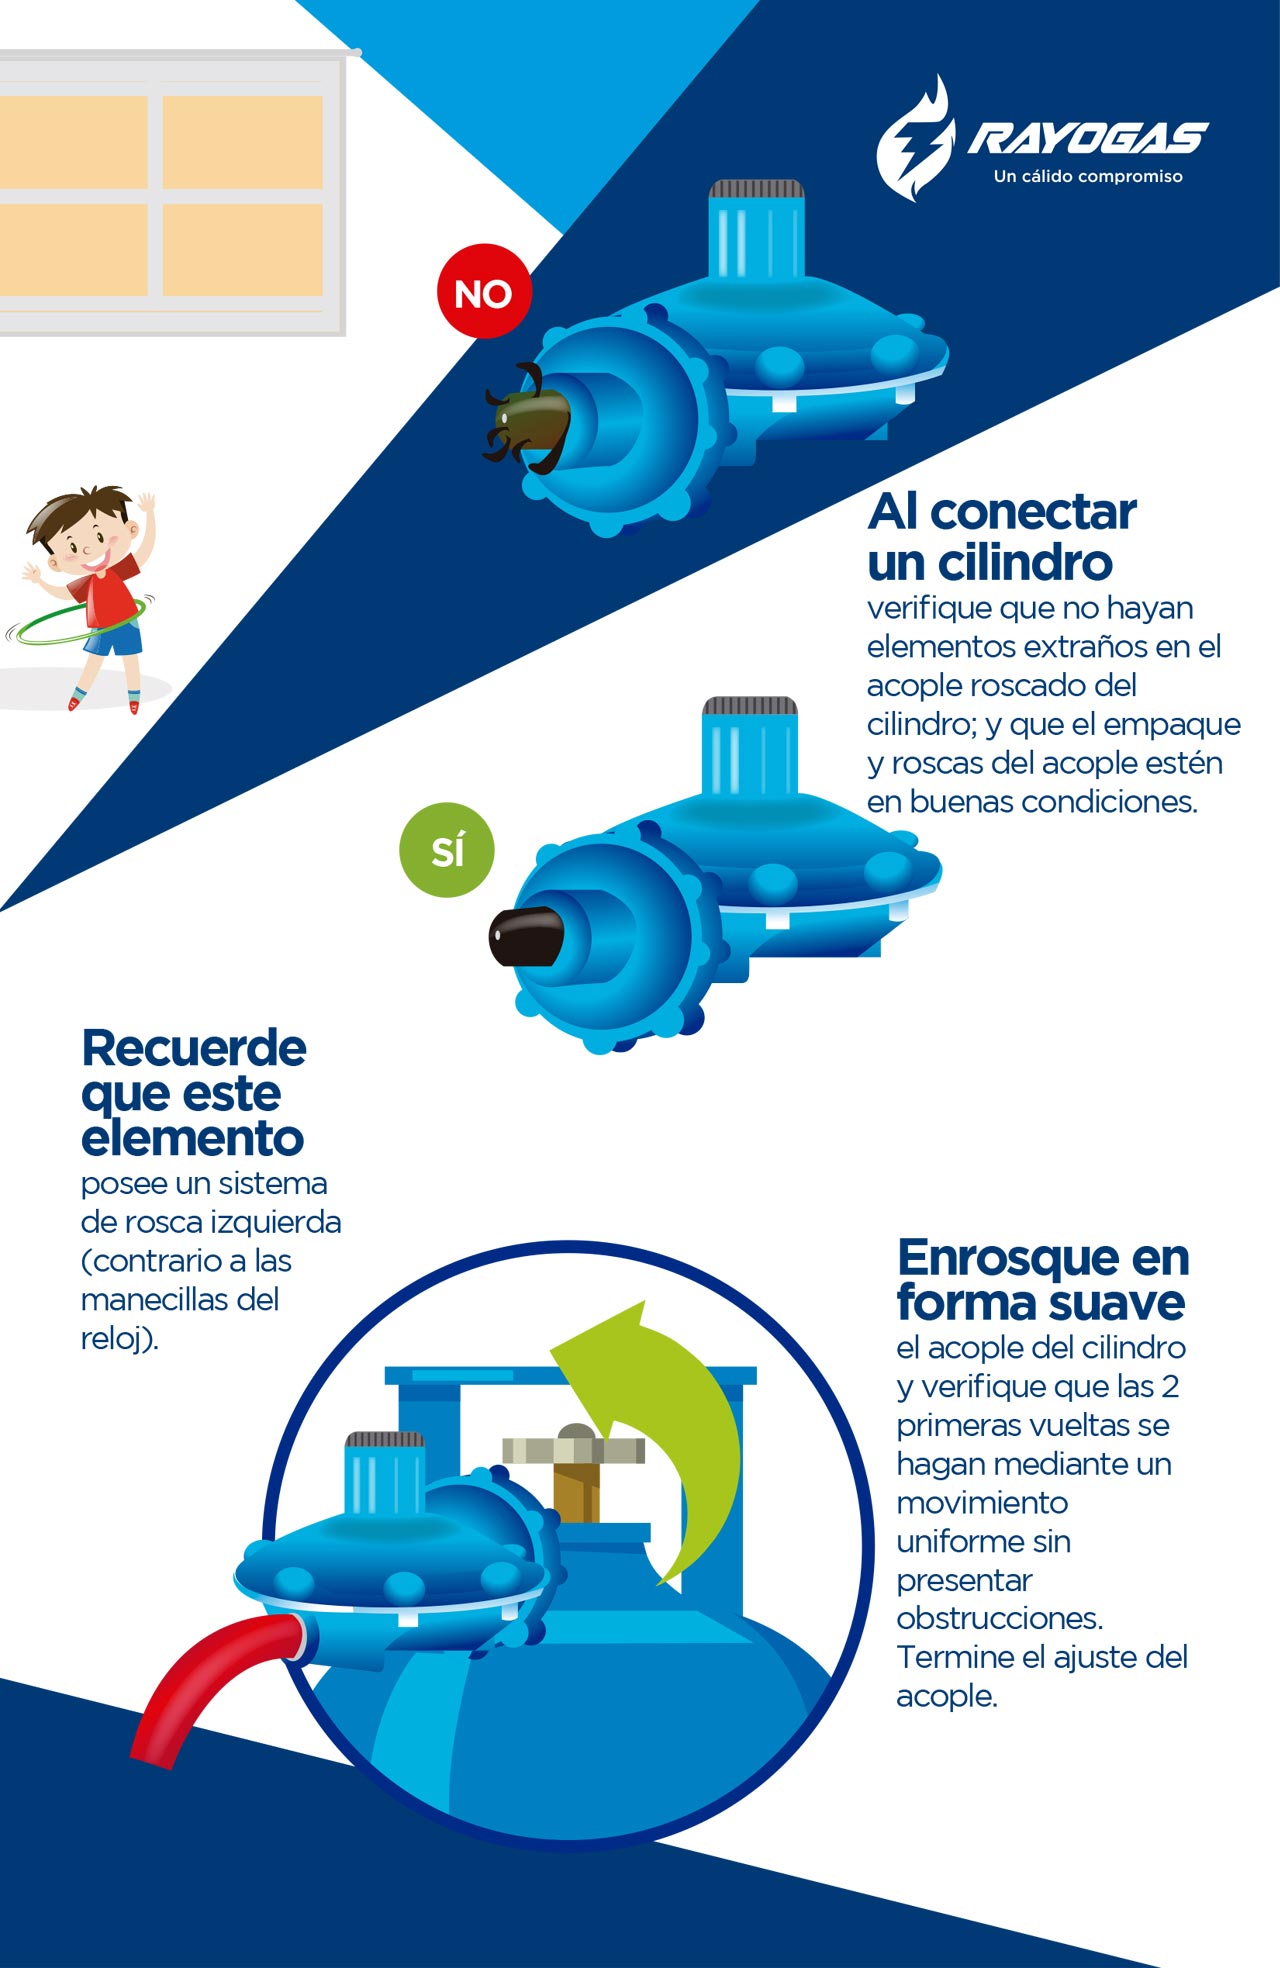 RAYOGAS
Un cálido compromiso
NO
Al conectar
un cilindro
verifique que no hayan
elementos extraños en el
acople roscado del
cilindro; y que el empaque
y roscas del acople estén
en buenas condiciones.
SÍ
Recuerde
que este
elemento
posee un sistema
de rosca izquierda
(contrario a las
manecillas del
reloj).
Enrosque en
forma suave
el acople del cilindro
y verifique que las 2
primeras vueltas se
hagan mediante un
movimiento
uniforme sin
presentar
obstrucciones.
Termine el ajuste del
acople.